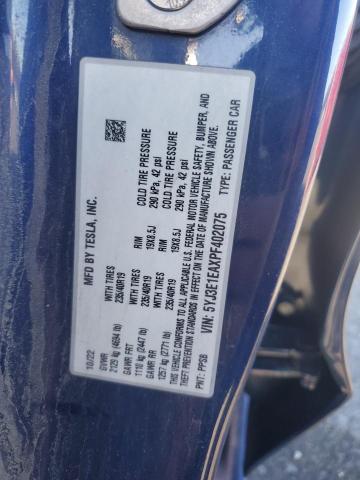 MFD BY TESLA, INC.
10/22
GVWR
2129 kg (4694 lb)
GAWR FRT WITH TIRES RIM COLD TIRE PRESSURE
1110 kg (2447 lb) 235/40R19 19X8.5J 290 kPa, 42 psi
GAWR RR WITH TIRES RIM COLD TIRE PRESSURE
1257 kg (2771 lb) 235/40R19 19X8.5J 290 kPa, 42 psi
THIS VEHICLE CONFORMS TO ALL APPLICABLE U.S. FEDERAL MOTOR VEHICLE SAFETY, BUMPER, AND
THEFT PREVENTION STANDARDS IN EFFECT ON THE DATE OF MANUFACTURE SHOWN ABOVE.
VIN: 5YJ3E1EAXPF402075 TYPE: PASSENGER CAR
PNT: PPSB